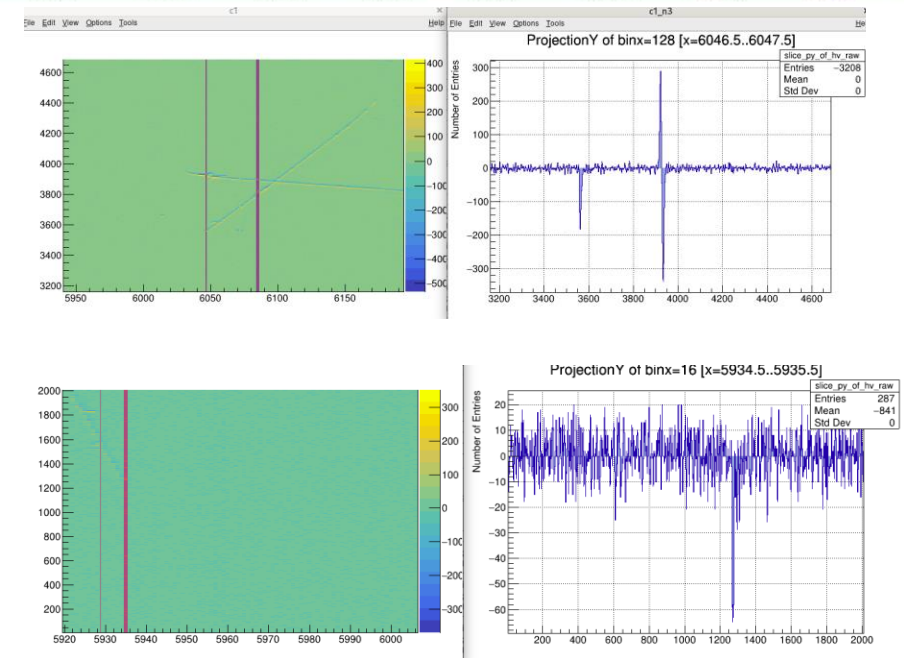 c1
File Edit View Options Tools Help
4600
4400
4200
4000
3800
3600
3400
3200
5950 6000 6050 6100 6150
400
300
200
100
0
−100
−200
−300
−400
−500
c1_n3
File Edit View Options Tools He
ProjectionY of binx=128 [x=6046.5..6047.5]
slice_py_of_hv_raw
Entries −3208
Mean 0
Std Dev 0
Number of Entries
300
200
100
0
−100
−200
−300
3200 3400 3600 3800 4000 4200 4400 4600
2000
1800
1600
1400
1200
1000
800
600
400
200
5920 5930 5940 5950 5960 5970 5980 5990 6000
300
200
100
0
−100
−200
−300
ProjectionY of binx=16 [x=5934.5..5935.5]
slice_py_of_hv_raw
Entries 287
Mean −841
Std Dev 0
Number of Entries
20
10
0
−10
−20
−30
−40
−50
−60
200 400 600 800 1000 1200 1400 1600 1800 2000